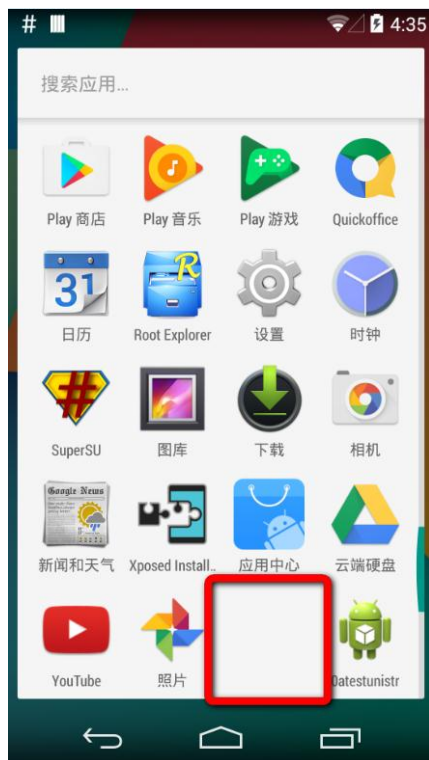 # 4:35
搜索应用...
Play 商店 Play 音乐 Play 游戏 Quickoffice
31
R
日历 Root Explorer 设置 时钟
#
SuperSU 图库 下载 相机
Google News
新闻和天气 Xposed Install.. 应用中心 云端硬盘
YouTube 照片 Oatestunistr